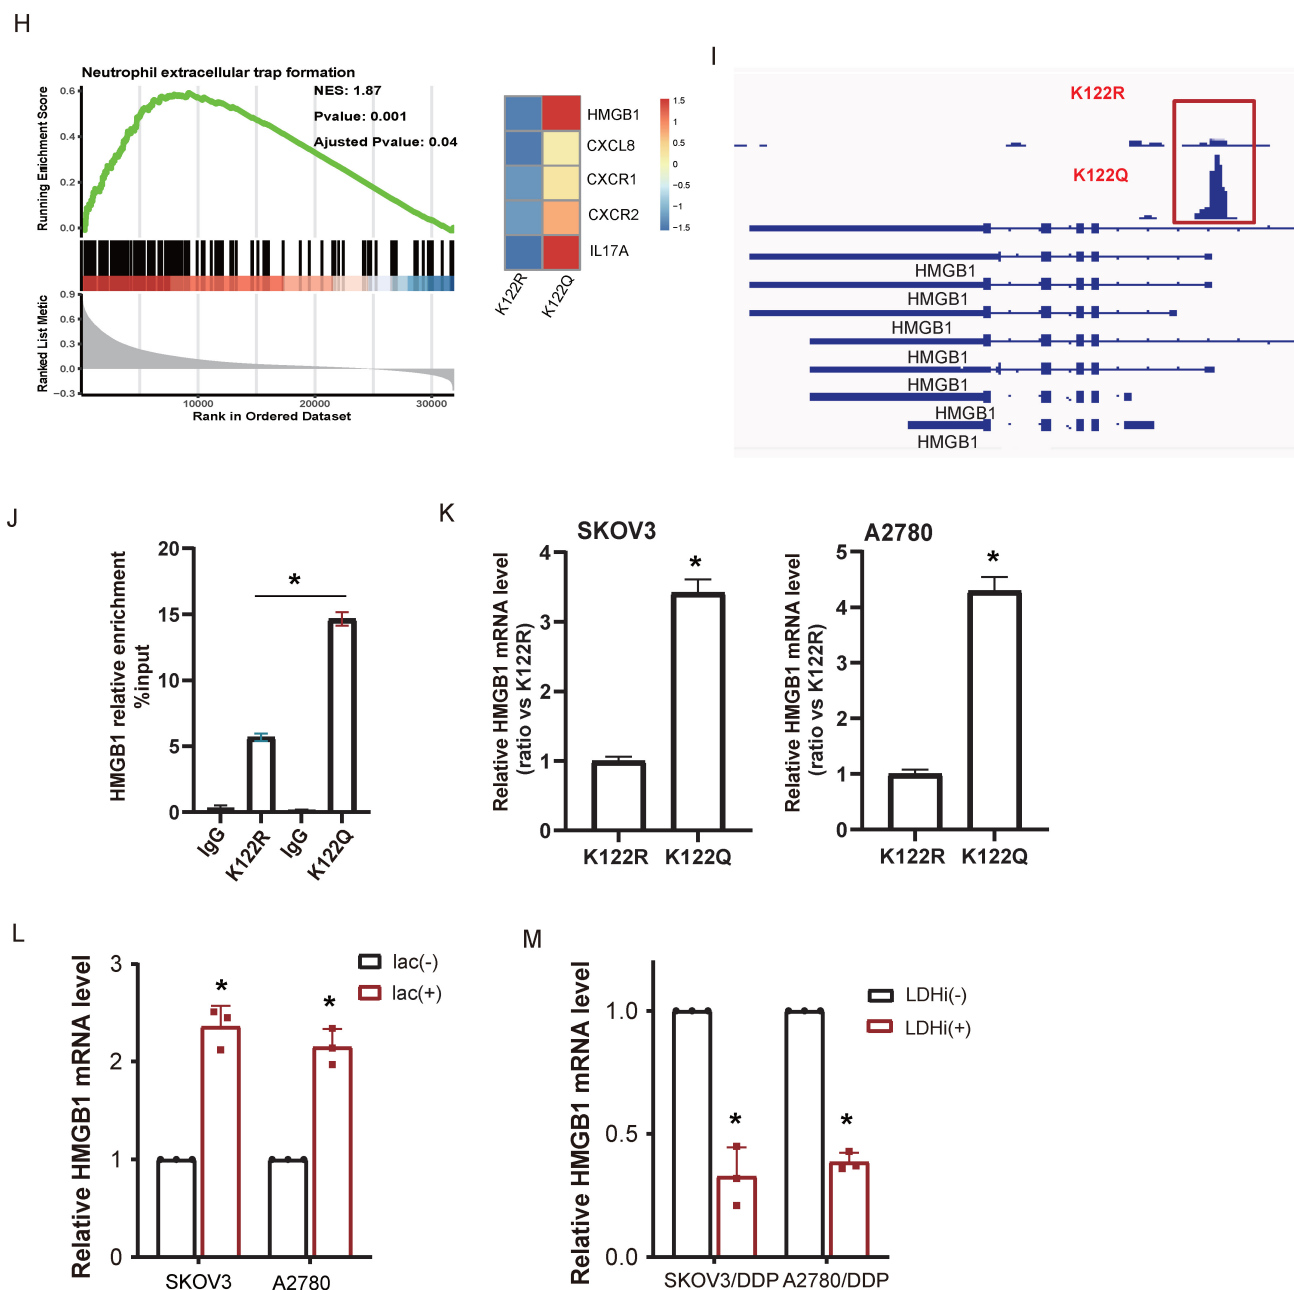 H
Neutrophil extracellular trap formation
NES: 1.87
Pvalue: 0.001
Ajusted Pvalue: 0.04
Running Enrichment Score
0.6
0.4
0.2
0.0
0.9
0.6
0.3
0.0
−0.3
Ranked List Metic
10000
20000
30000
Rank in Ordered Dataset
HMGB1
CXCL8
CXCR1
CXCR2
IL17A
K122R
K122Q
1.5
1
0.5
0
−0.5
−1
−1.5
I
K122R
K122Q
HMGB1
HMGB1
HMGB1
HMGB1
HMGB1
HMGB1
HMGB1
J
HMGB1 relative enrichment
%input
20
15
10
5
0
*
IgG
K122R
IgG
K122Q
K
SKOV3
Relative HMGB1 mRNA level
(ratio vs K122R)
4
3
2
1
0
*
K122R
K122Q
A2780
Relative HMGB1 mRNA level
(ratio vs K122R)
5
4
3
2
1
0
*
K122R
K122Q
L
Relative HMGB1 mRNA level
3
2
1
0
*
*
lac(-)
lac(+)
SKOV3
A2780
M
Relative HMGB1 mRNA level
1.0
0.5
0.0
*
*
LDHi(-)
LDHi(+)
SKOV3/DDP
A2780/DDP